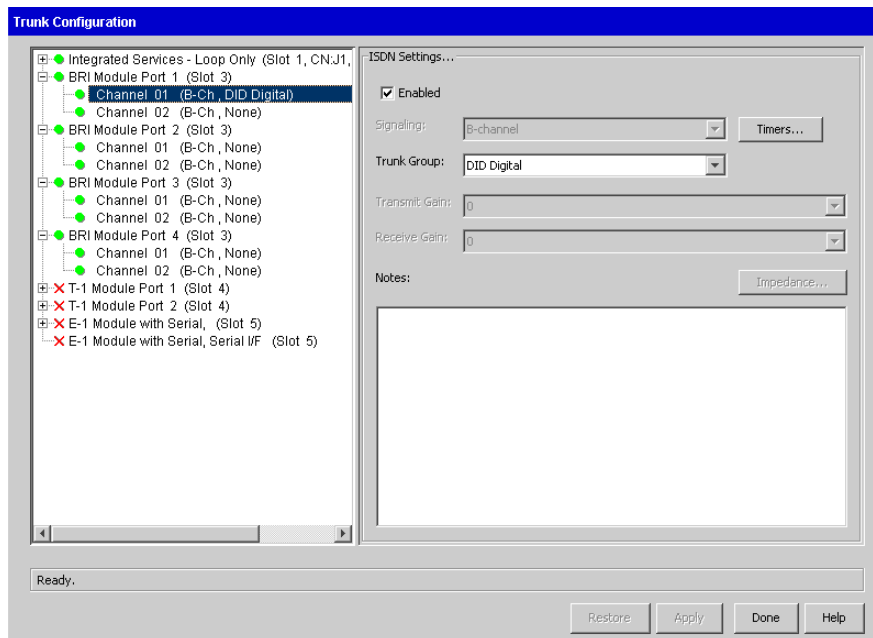 Trunk Configuration
Integrated Services - Loop Only (Slot 1, CN:J1,
BRI Module Port 1 (Slot 3)
Channel 01 (B-Ch , DID Digital)
Channel 02 (B-Ch , None)
BRI Module Port 2 (Slot 3)
Channel 01 (B-Ch , None)
Channel 02 (B-Ch , None)
BRI Module Port 3 (Slot 3)
Channel 01 (B-Ch , None)
Channel 02 (B-Ch , None)
BRI Module Port 4 (Slot 3)
Channel 01 (B-Ch , None)
Channel 02 (B-Ch , None)
T-1 Module Port 1 (Slot 4)
T-1 Module Port 2 (Slot 4)
E-1 Module with Serial, (Slot 5)
E-1 Module with Serial, Serial I/F (Slot 5)
ISDN Settings...
Enabled
Signaling: B-channel Timers...
Trunk Group: DID Digital
Transmit Gain: 0
Receive Gain: 0
Notes: Impedance...
Ready.
Restore Apply Done Help